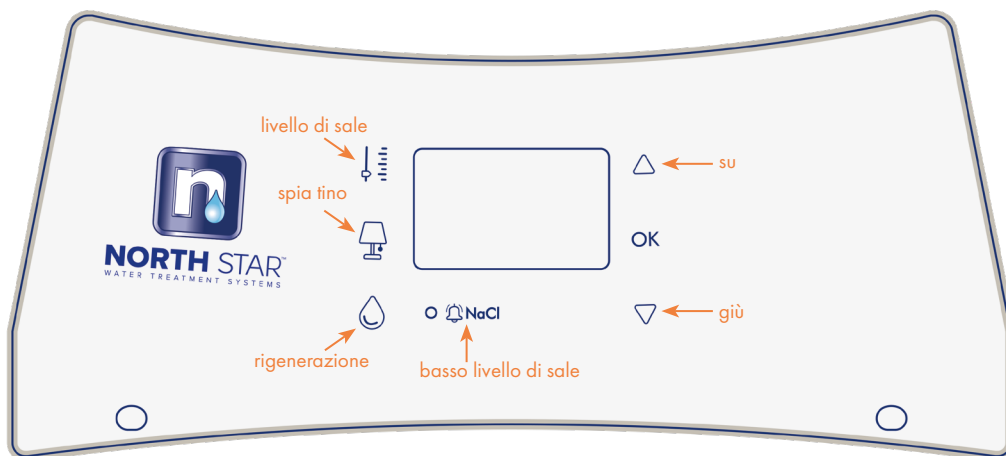 livello di sale
su
spia tino
OK
n
NORTH STAR™
WATER TREATMENT SYSTEMS
NaCl
giù
rigenerazione
basso livello di sale